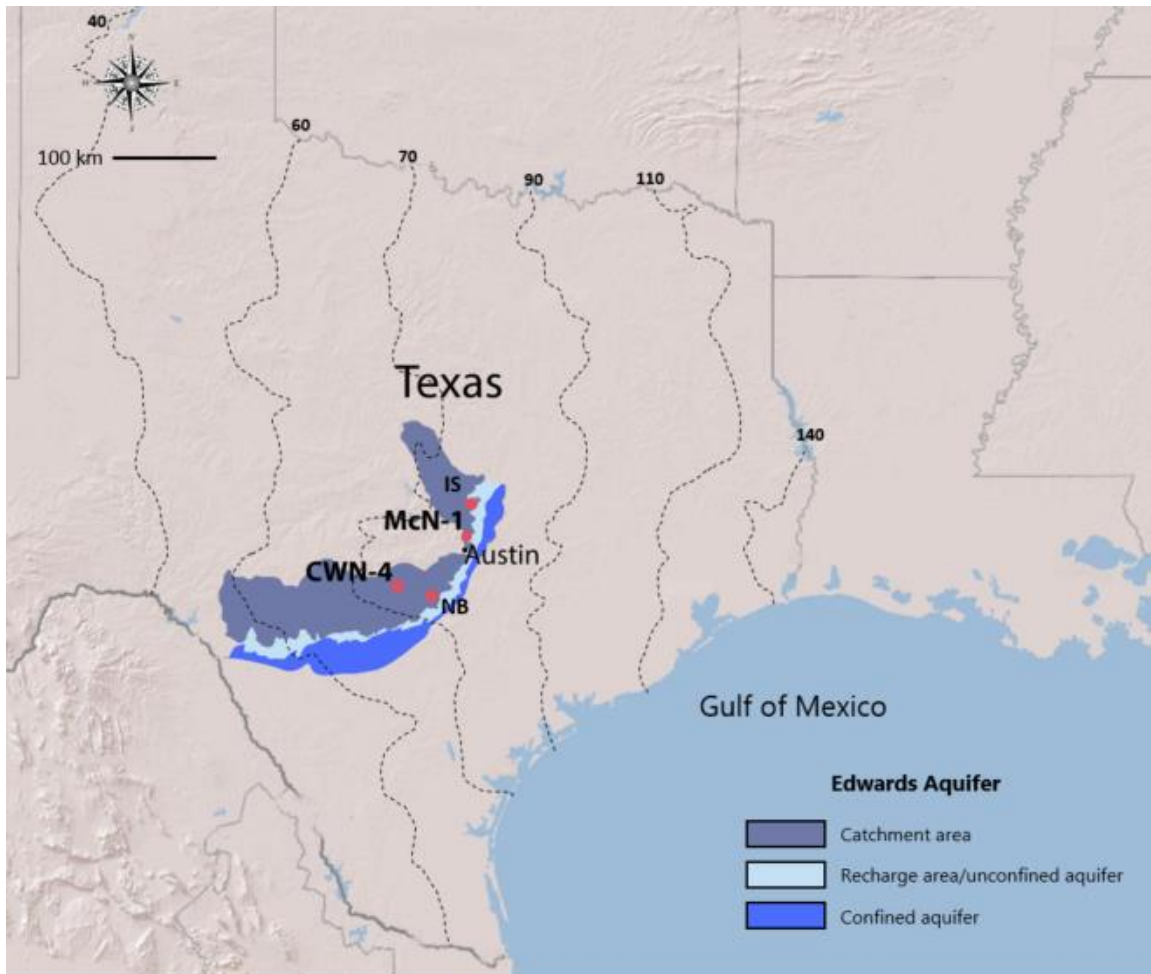 40
60
100 km
70
90
110
Texas
140
IS
McN-1
Austin
CWN-4
NB
Gulf of Mexico
Edwards Aquifer
Catchment area
Recharge area/unconfined aquifer
Confined aquifer